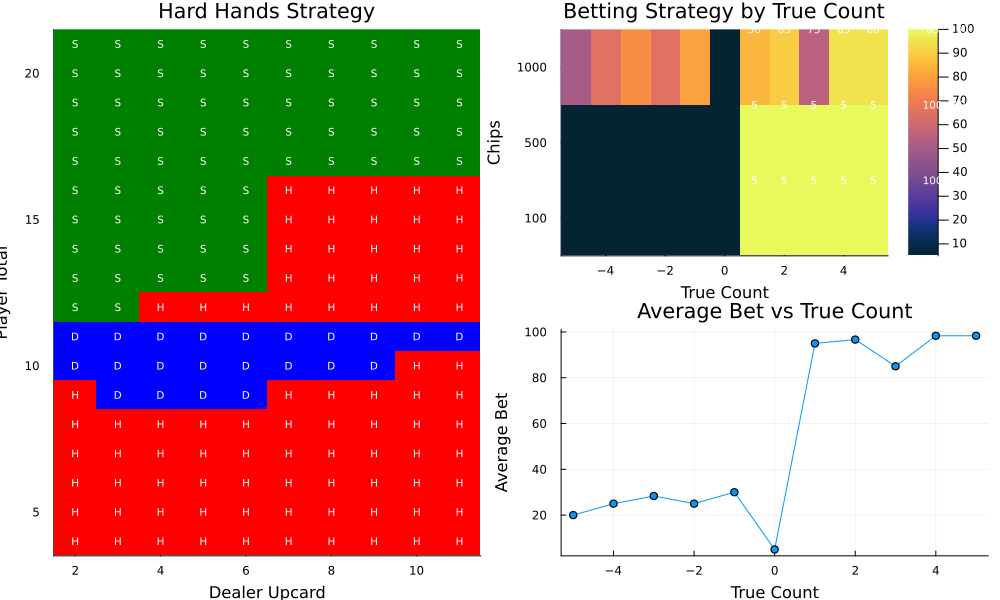 Hard Hands Strategy
Player Total
S S S S S S S S S S
20 S S S S S S S S S S
S S S S S S S S S S
S S S S S S S S S S
S S S S S S S S S S
S S S S S H H H H H
15 S S S S S H H H H H
S S S S S H H H H H
S S S S S H H H H H
S S H H H H H H H H
D D D D D D D D D D
10 D D D D D D D D H H
H D D D D H H H H H
H H H H H H H H H H
H H H H H H H H H H
H H H H H H H H H H
5 H H H H H H H H H H
H H H H H H H H H H
2 4 6 8 10
Dealer Upcard
Betting Strategy by True Count
Chips
1000
500
100
5 5 5 5 5
5 5 5 5
−4 −2 0 2 4
True Count
100
90
80
70
60
50
40
30
20
10
Average Bet vs True Count
Average Bet
100
80
60
40
20
−4 −2 0 2 4
True Count